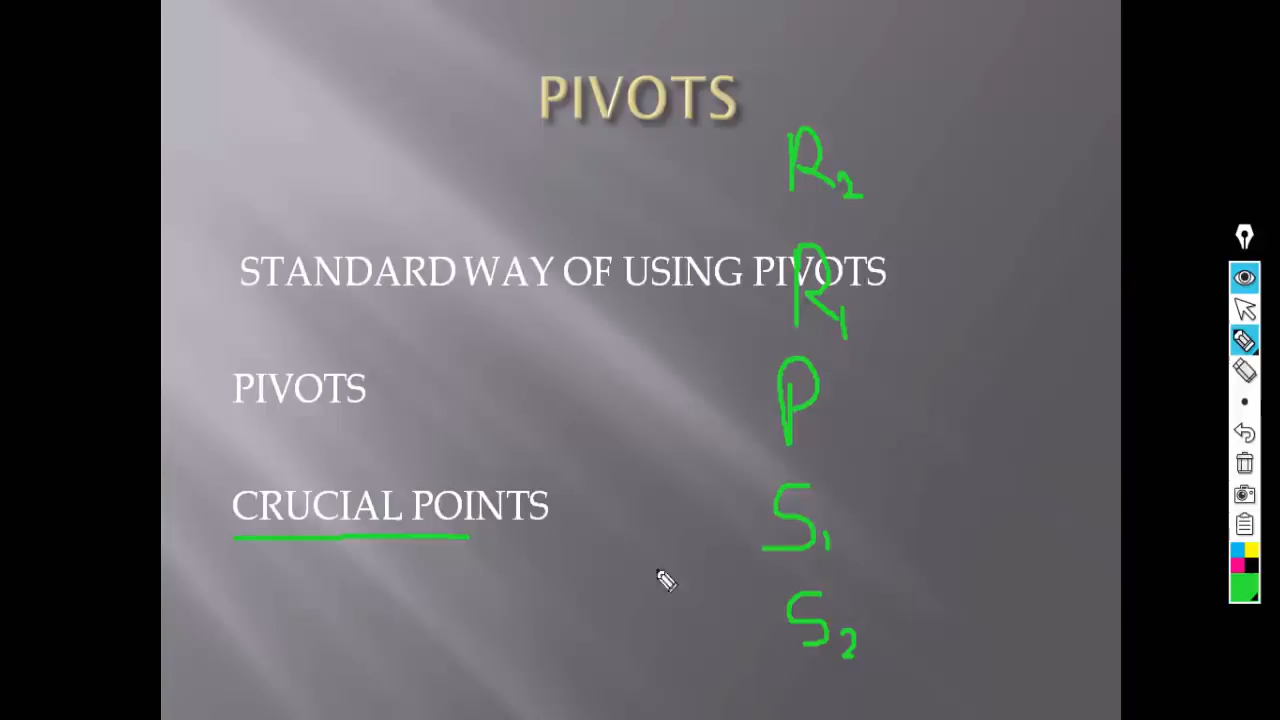 PIVOTS
R2
STANDARD WAY OF USING PIVOTS
R1
PIVOTS
P
CRUCIAL POINTS
S1
S2